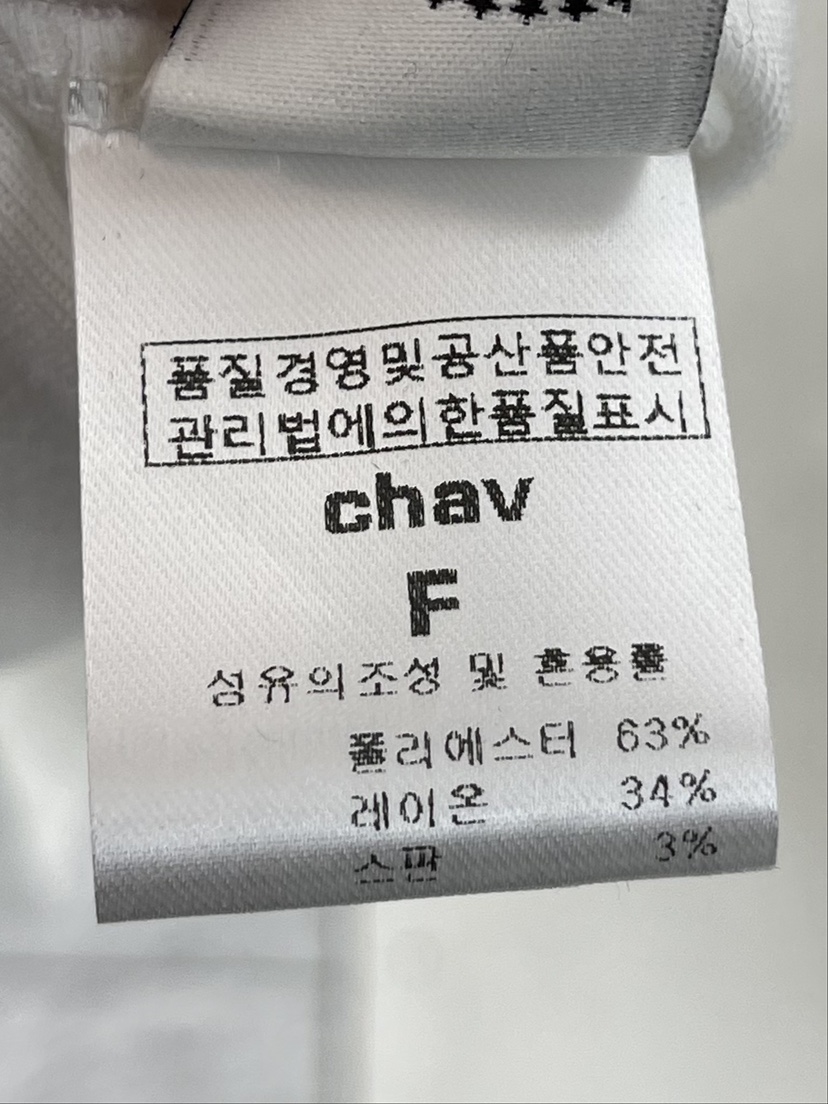 품질경영및공산품안전
관리법에의한품질표시
chav
F
섬유의조성 및 혼용률
폴리에스터 63%
레이온 34%
스판 3%